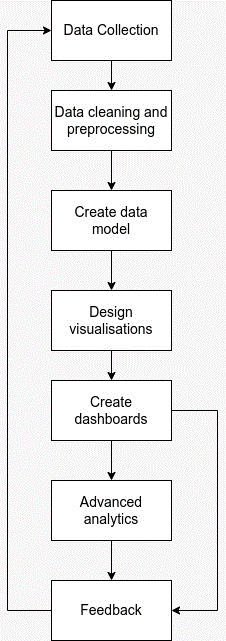 Data Collection
Data cleaning and
preprocessing
Create data
model
Design
visualisations
Create
dashboards
Advanced
analytics
Feedback